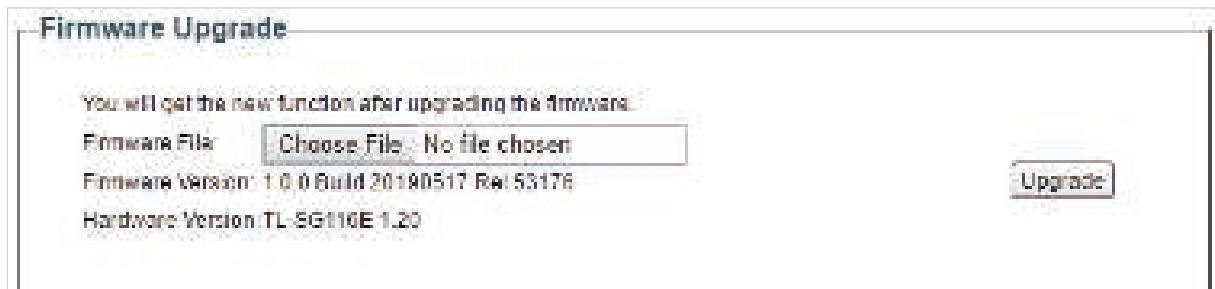 Firmware Upgrade
You will get the new function after upgrading the firmware.
Firmware File: Choose File No file chosen
Firmware Version: 1.0.0 Build 20190517 Rel.53176
Upgrade
Hardware Version: TL-SG116E 1.20